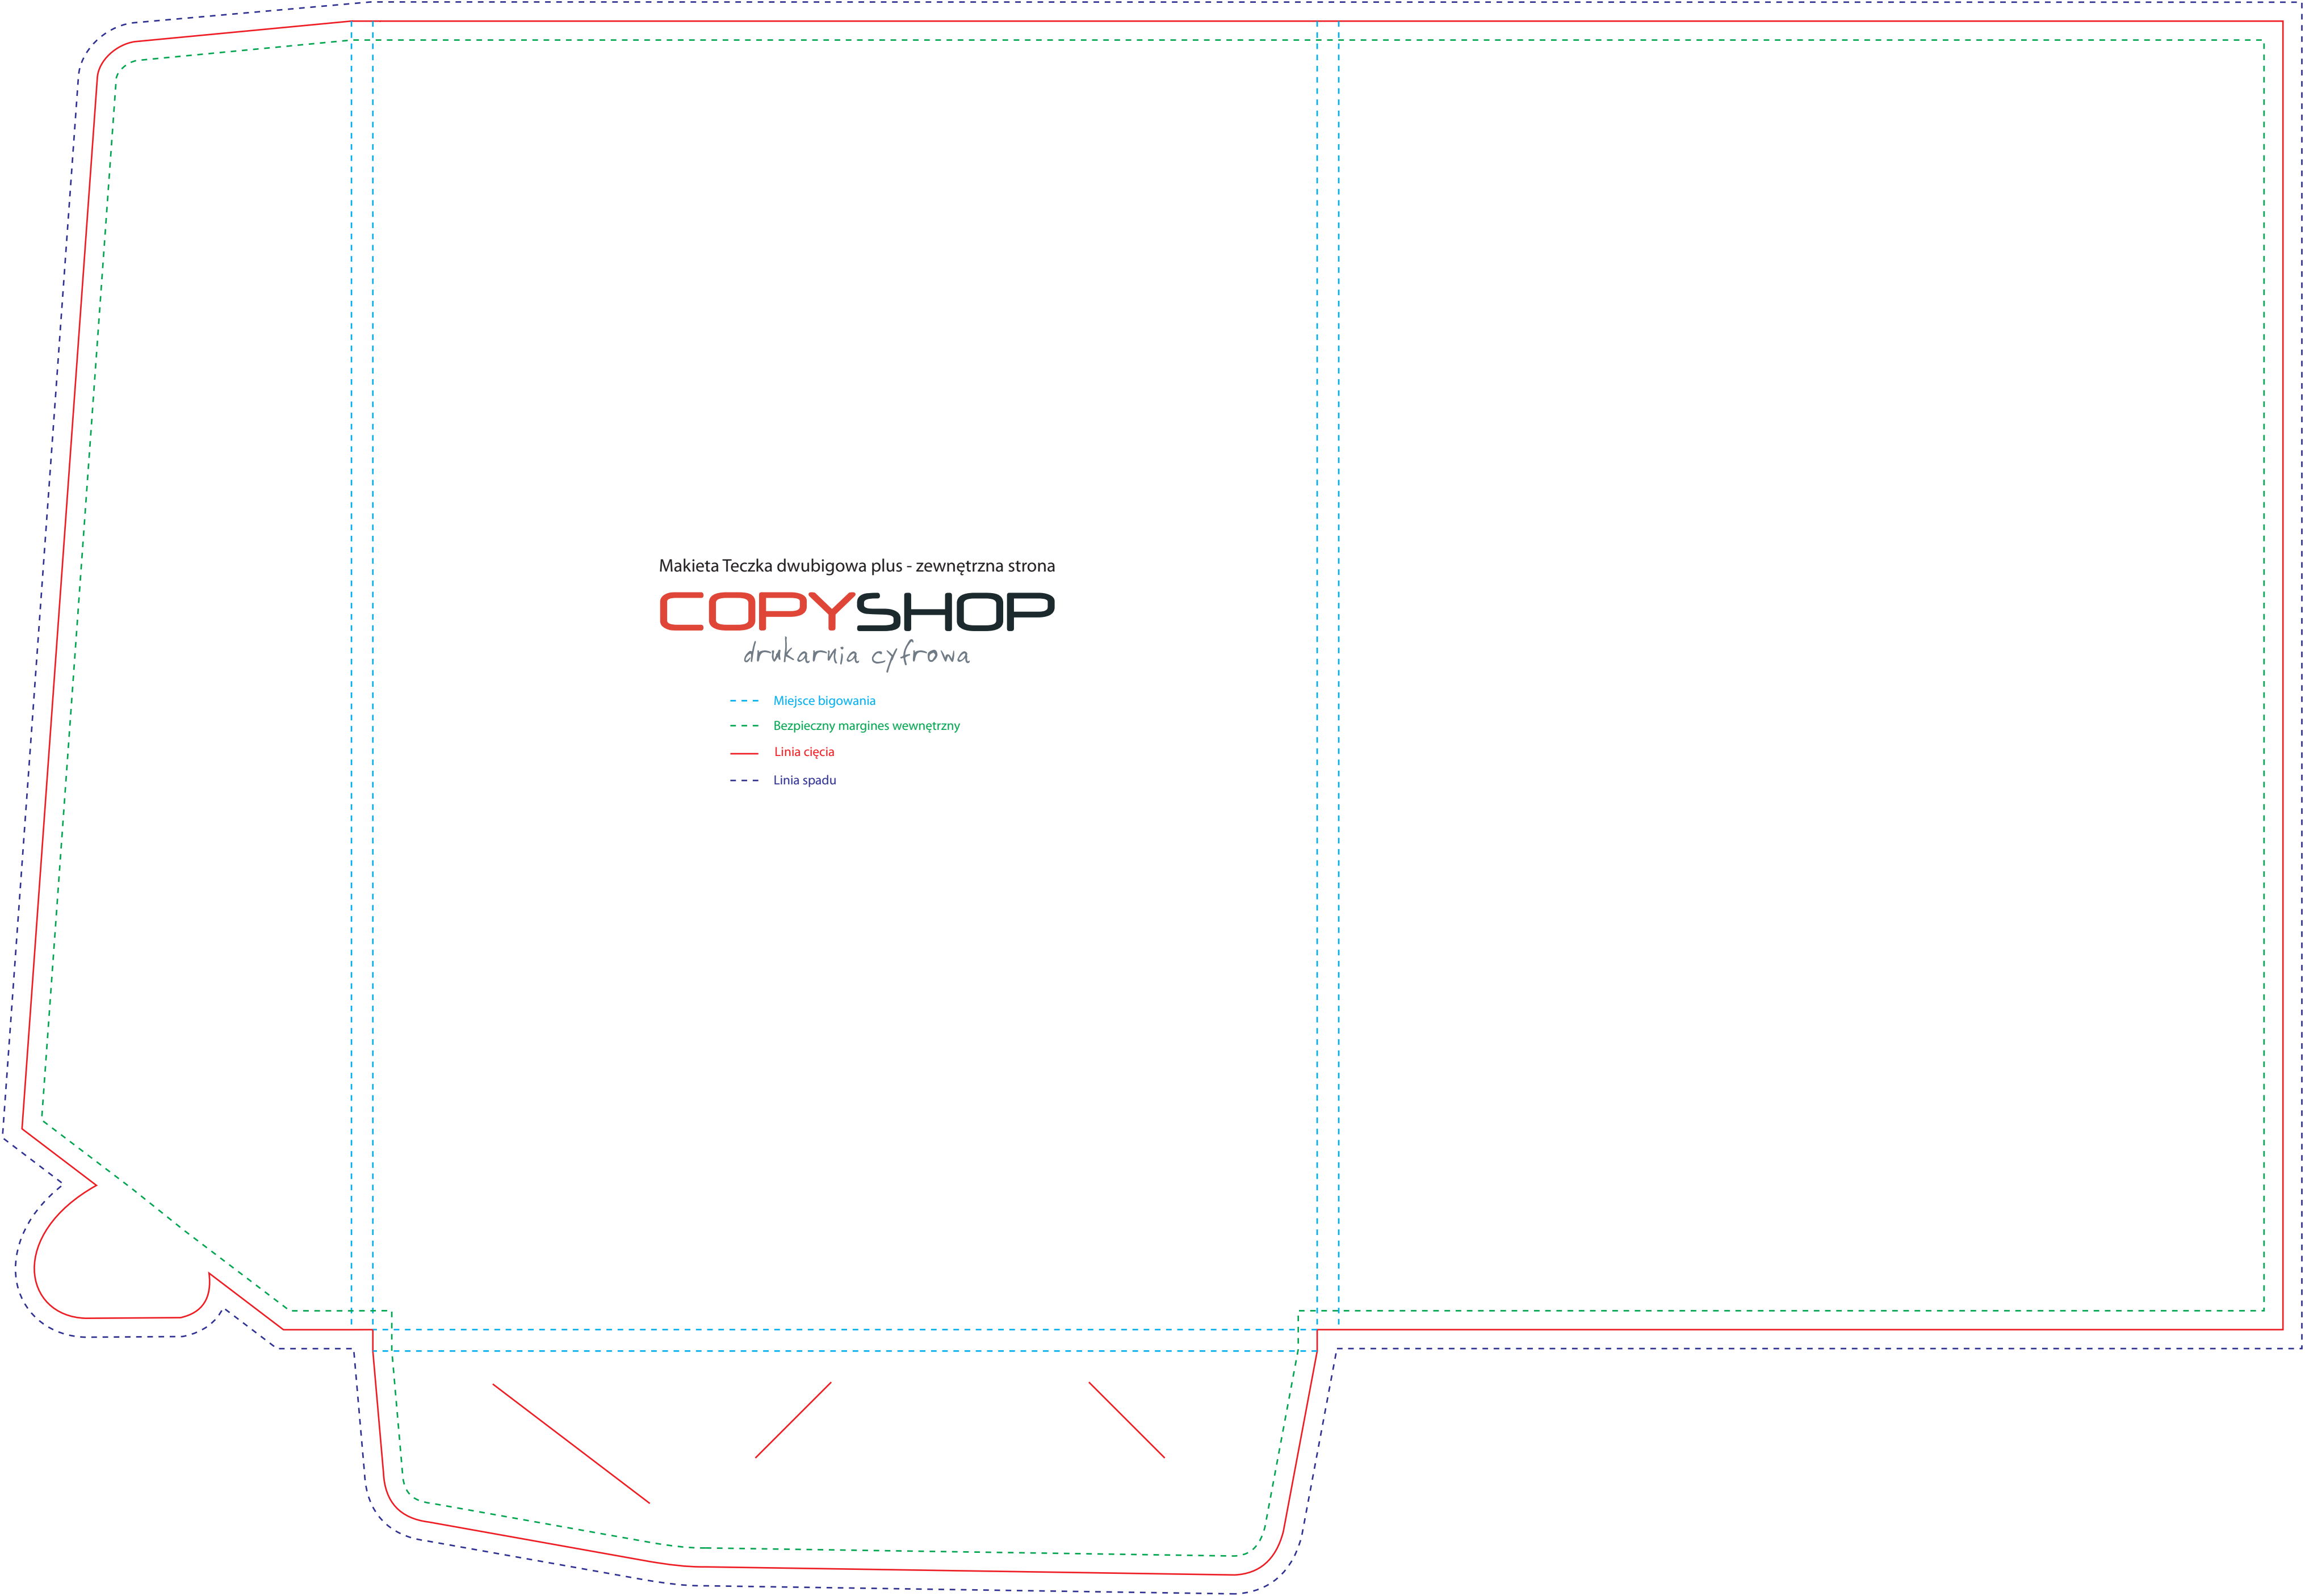 Makieta Teczka dwubigowa plus - zewnętrzna strona
COPYSHOP
drukarnia cyfrowa
Miejsce bigowania
Bezpieczny margines wewnętrzny
Linia cięcia
Linia spadu